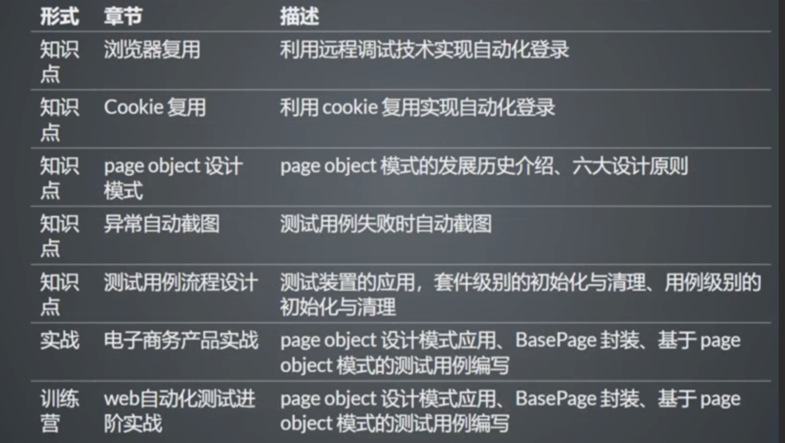 形式 章节 描述
知识 浏览器复用 利用远程调试技术实现自动化登录
点
知识 Cookie 复用 利用 cookie 复用实现自动化登录
点
知识 page object 设计 page object 模式的发展历史介绍、六大设计原则
点 模式
知识 异常自动截图 测试用例失败时自动截图
点
知识 测试用例流程设计 测试装置的应用，套件级别的初始化与清理、用例级别的
点 初始化与清理
实战 电子商务产品实战 page object 设计模式应用、BasePage 封装、基于 page
object 模式的测试用例编写
训练 web自动化测试进 page object 设计模式应用、BasePage 封装、基于 page
营 阶实战 object 模式的测试用例编写